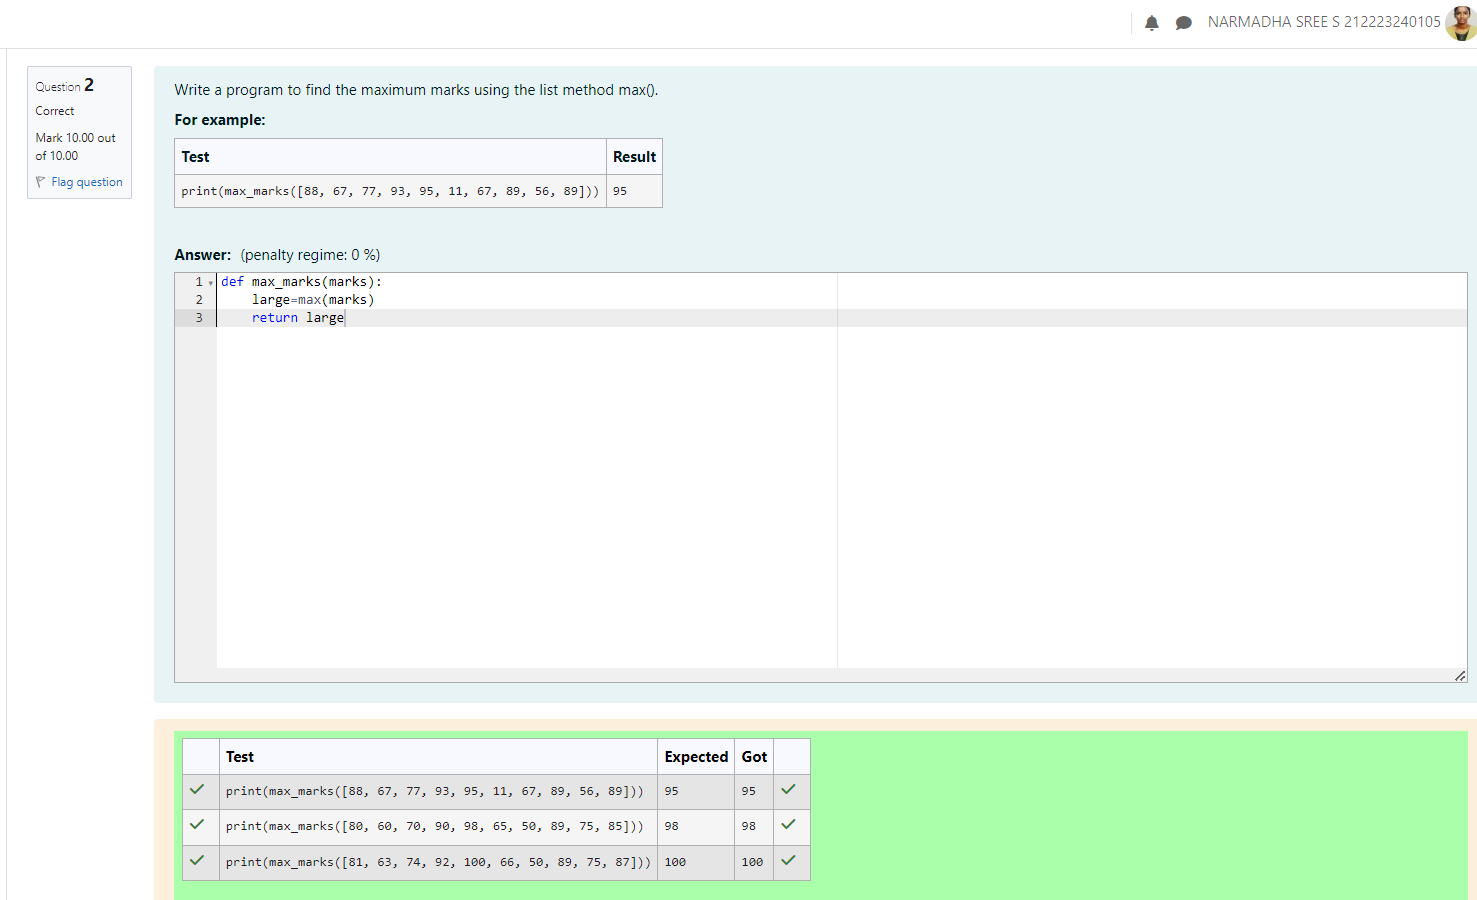 NARMADHA SREE S 212223240105
Question 2
Correct
Mark 10.00 out
of 10.00
Flag question
Write a program to find the maximum marks using the list method max().
For example:
Test Result
print(max_marks([88, 67, 77, 93, 95, 11, 67, 89, 56, 89])) 95
Answer: (penalty regime: 0 %)
1 def max_marks(marks):
2     large=max(marks)
3     return large
Test Expected Got
print(max_marks([88, 67, 77, 93, 95, 11, 67, 89, 56, 89])) 95 95
print(max_marks([80, 60, 70, 90, 98, 65, 50, 89, 75, 85])) 98 98
print(max_marks([81, 63, 74, 92, 100, 66, 50, 89, 75, 87])) 100 100